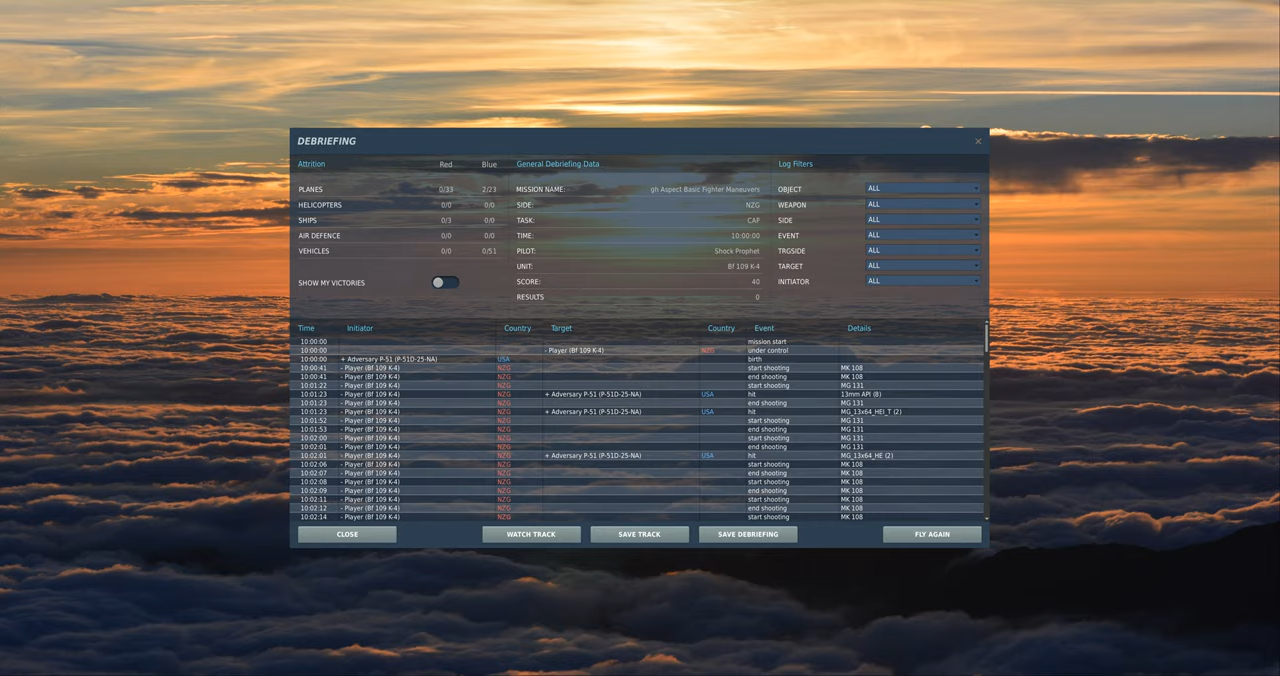 DEBRIEFING
Attrition Red Blue General Debriefing Data Log Filters
PLANES 0/33 2/23 MISSION NAME: gh Aspect Basic Fighter Maneuvers OBJECT ALL
HELICOPTERS 0/0 0/0 SIDE: NZG WEAPON ALL
SHIPS 0/3 0/0 TASK: CAP SIDE ALL
AIR DEFENCE 0/0 0/0 TIME: 10:00:00 EVENT ALL
VEHICLES 0/0 0/51 PILOT: Shock Prophet TRGSIDE ALL
UNIT: Bf 109 K-4 TARGET ALL
SHOW MY VICTORIES SCORE: 40 INITIATOR ALL
RESULTS 0
Time Initiator Country Target Country Event Details
10:00:00 mission start
10:00:00 - Player (Bf 109 K-4) NZG under control
10:00:00 + Adversary P-51 (P-51D-25-NA) USA birth
10:00:41 - Player (Bf 109 K-4) NZG start shooting MK 108
10:00:41 - Player (Bf 109 K-4) NZG end shooting MK 108
10:01:22 - Player (Bf 109 K-4) NZG start shooting MG 131
10:01:23 - Player (Bf 109 K-4) NZG + Adversary P-51 (P-51D-25-NA) USA hit 13mm API (8)
10:01:23 - Player (Bf 109 K-4) NZG end shooting MG 131
10:01:23 - Player (Bf 109 K-4) NZG + Adversary P-51 (P-51D-25-NA) USA hit MG_13x64_HEI_T (2)
10:01:52 - Player (Bf 109 K-4) NZG start shooting MG 131
10:01:53 - Player (Bf 109 K-4) NZG end shooting MG 131
10:02:00 - Player (Bf 109 K-4) NZG start shooting MG 131
10:02:01 - Player (Bf 109 K-4) NZG end shooting MG 131
10:02:01 - Player (Bf 109 K-4) NZG + Adversary P-51 (P-51D-25-NA) USA hit MG_13x64_HE (2)
10:02:06 - Player (Bf 109 K-4) NZG start shooting MK 108
10:02:07 - Player (Bf 109 K-4) NZG end shooting MK 108
10:02:08 - Player (Bf 109 K-4) NZG start shooting MK 108
10:02:09 - Player (Bf 109 K-4) NZG end shooting MK 108
10:02:11 - Player (Bf 109 K-4) NZG start shooting MK 108
10:02:12 - Player (Bf 109 K-4) NZG end shooting MK 108
10:02:14 - Player (Bf 109 K-4) NZG start shooting MK 108
CLOSE WATCH TRACK SAVE TRACK SAVE DEBRIEFING FLY AGAIN